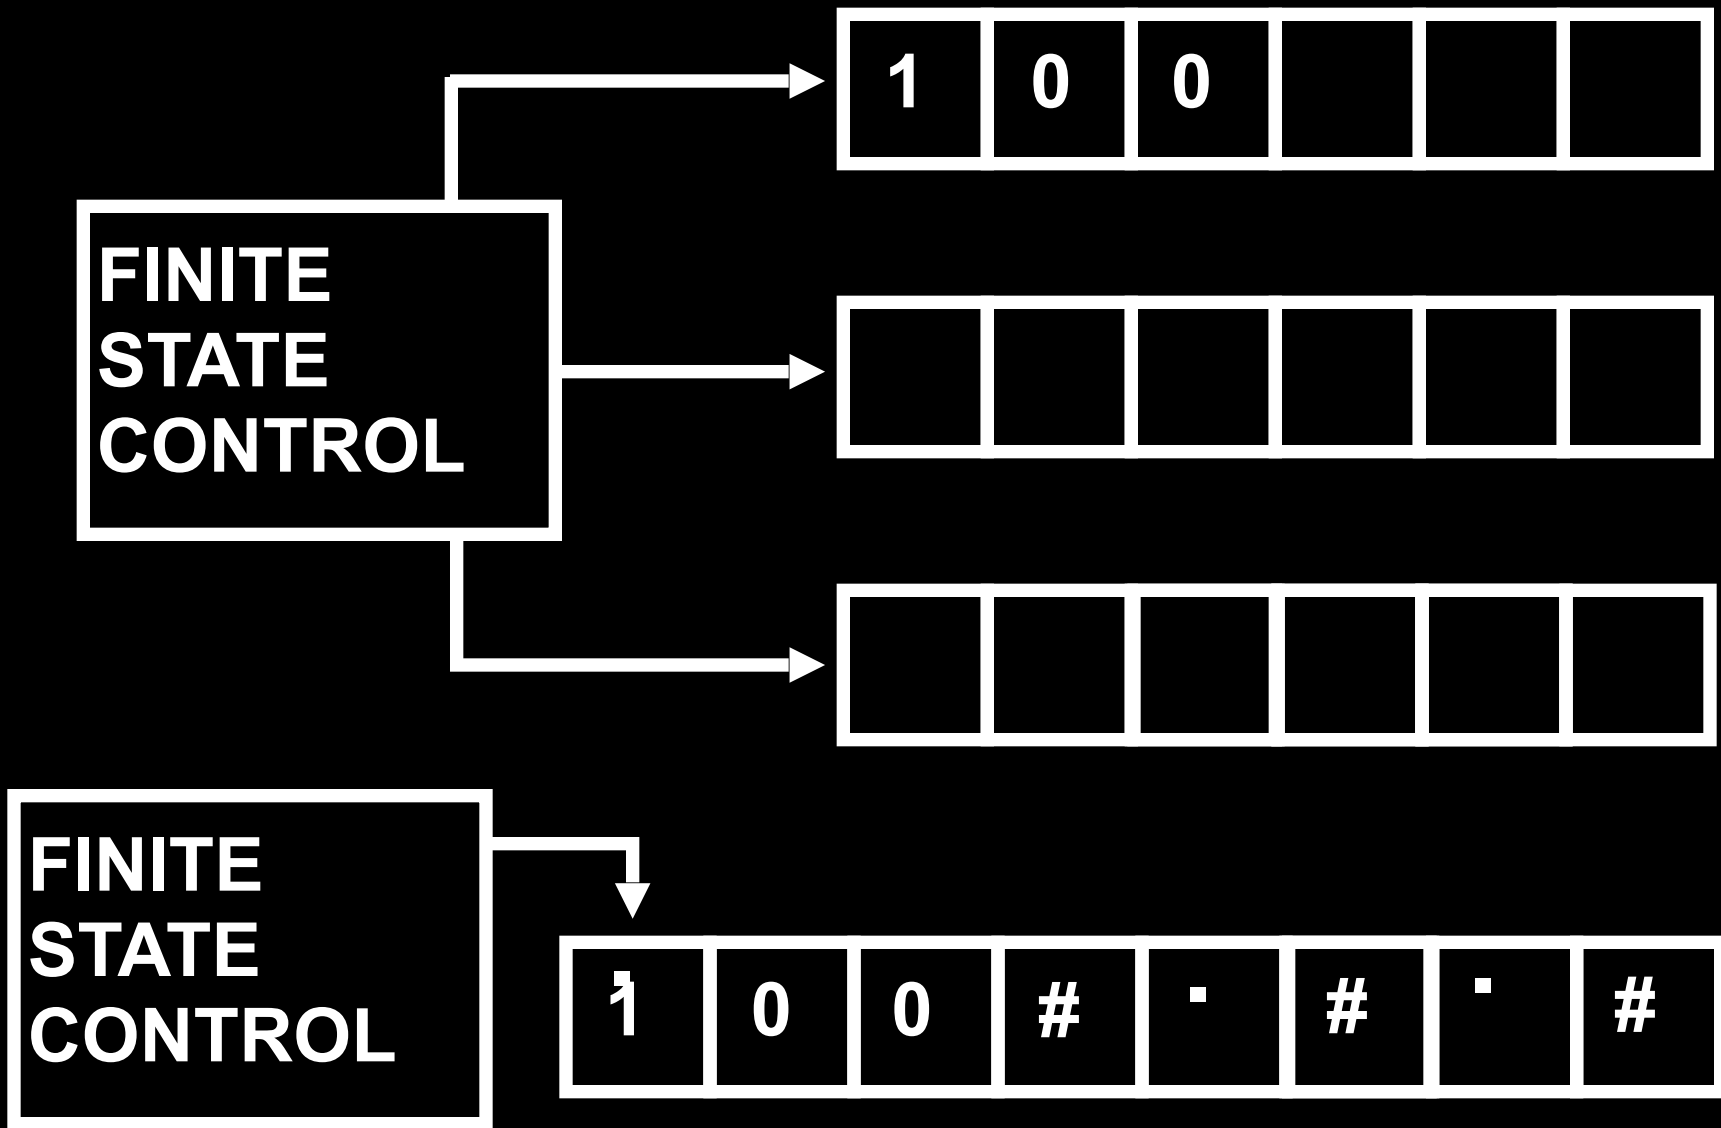 1 0 0
FINITE
STATE
CONTROL
FINITE
STATE
CONTROL
1 0 0 # . # . #